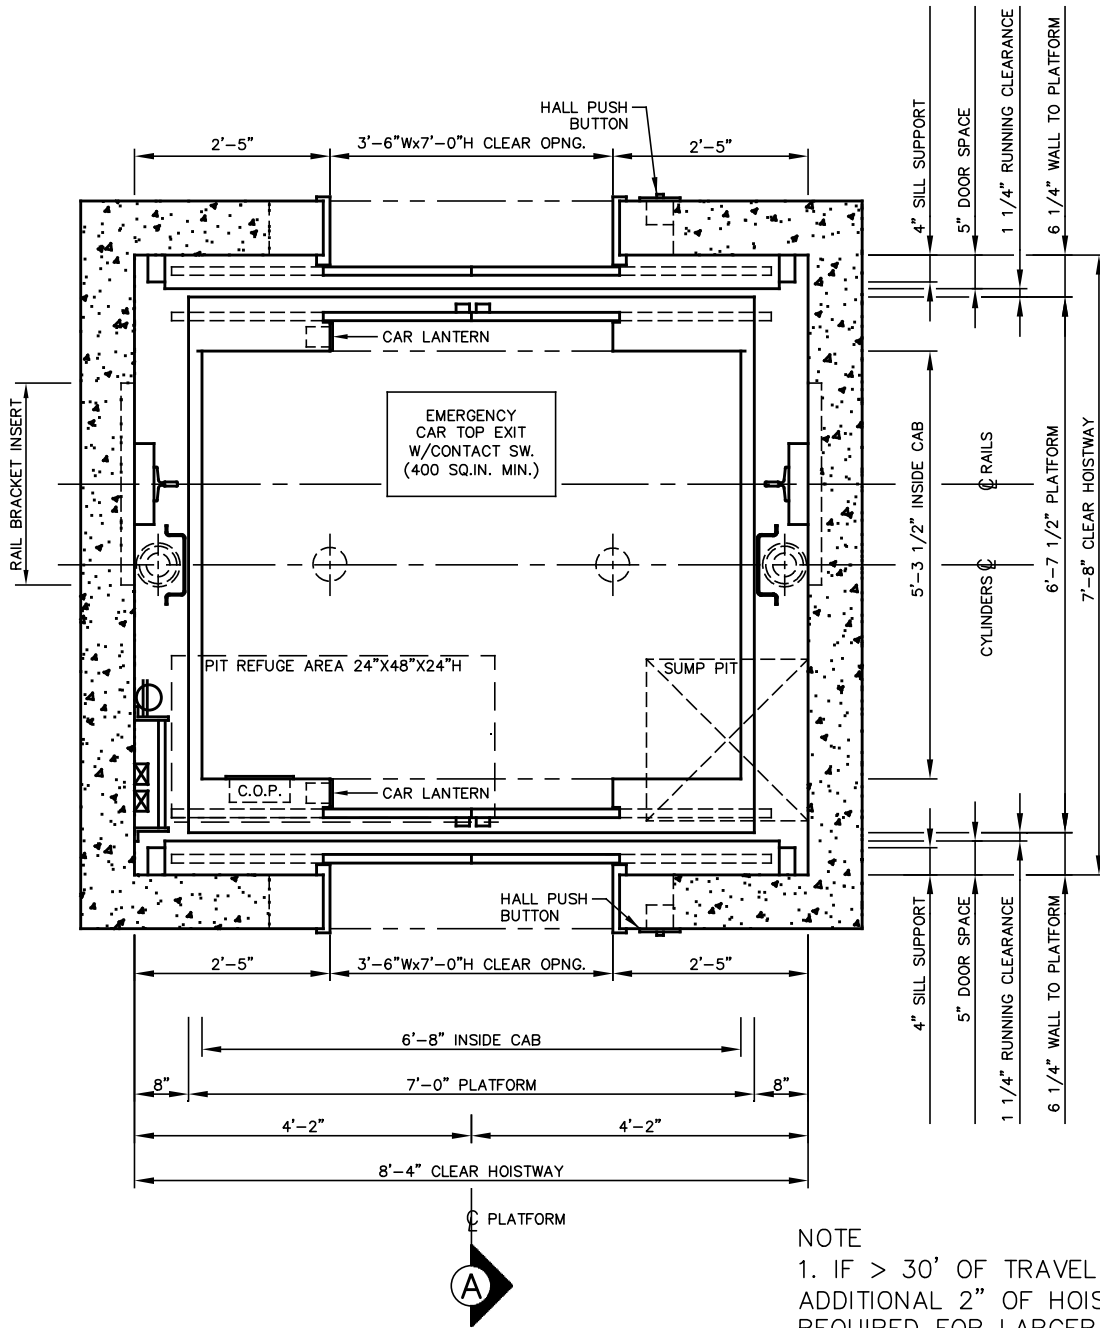 HALL PUSH
BUTTON
2'-5"
3'-6"Wx7'-0"H CLEAR OPNG.
2'-5"
4" SILL SUPPORT
5" DOOR SPACE
1 1/4" RUNNING CLEARANCE
6 1/4" WALL TO PLATFORM
CAR LANTERN
EMERGENCY
CAR TOP EXIT
W/CONTACT SW.
(400 SQ.IN. MIN.)
RAIL BRACKET INSERT
5'-3 1/2" INSIDE CAB
℄ RAILS
CYLINDERS ℄
6'-7 1/2" PLATFORM
7'-8" CLEAR HOISTWAY
PIT REFUGE AREA 24"X48"X24"H
SUMP PIT
C.O.P.
CAR LANTERN
HALL PUSH
BUTTON
4" SILL SUPPORT
5" DOOR SPACE
1 1/4" RUNNING CLEARANCE
6 1/4" WALL TO PLATFORM
2'-5"
3'-6"Wx7'-0"H CLEAR OPNG.
2'-5"
6'-8" INSIDE CAB
8"
7'-0" PLATFORM
8"
4'-2"
4'-2"
8'-4" CLEAR HOISTWAY
℄ PLATFORM
A
NOTE
1. IF > 30' OF TRAVEL
ADDITIONAL 2" OF HOIS
REQUIRED FOR LARGER